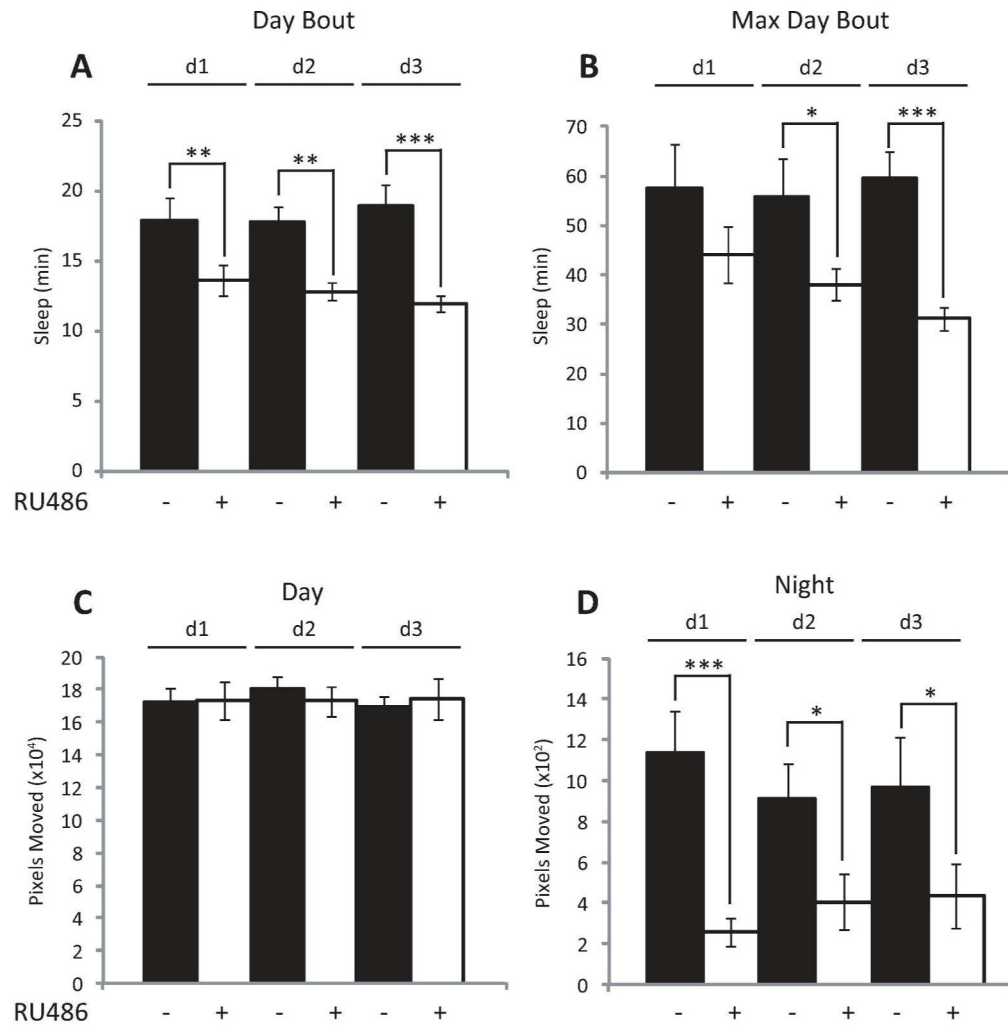 Day Bout
Max Day Bout
A
d1 d2 d3
B
d1 d2 d3
Sleep (min)
25
20
15
10
5
0
** ** ***
RU486 - + - + - +
Sleep (min)
70
60
50
40
30
20
10
0
* ***
- + - + - +
C
Day
d1 d2 d3
D
Night
d1 d2 d3
Pixels Moved (x10⁴)
20
18
16
14
12
10
8
6
4
2
0
RU486 - + - + - +
Pixels Moved (x10²)
16
14
12
10
8
6
4
2
0
*** * *
- + - + - +